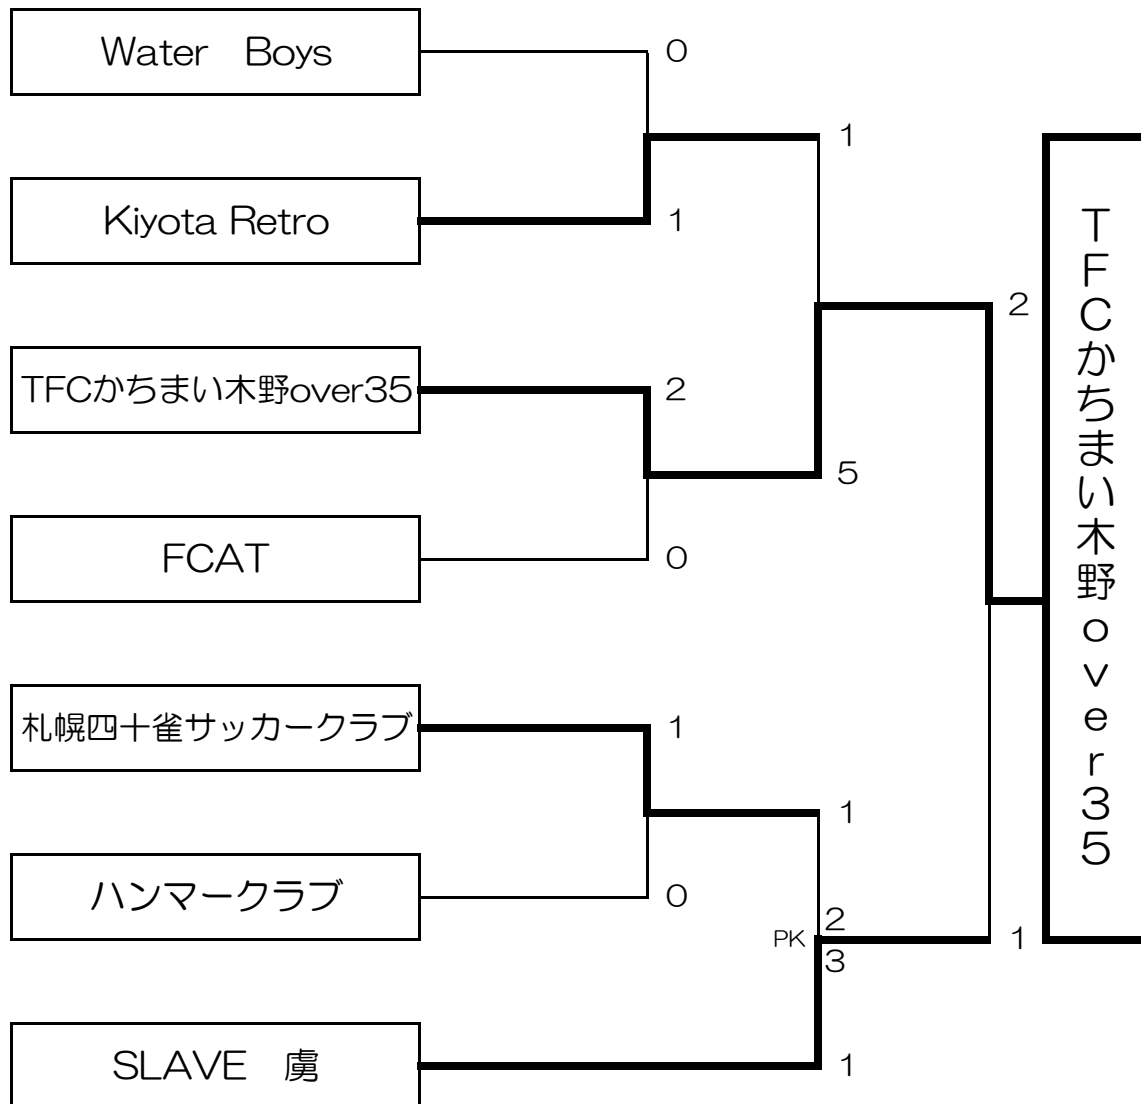 Water　Boys
0
1
Kiyota Retro
1
2
TFCかちまい木野over35
2
5
FCAT
0
TFCかちまい木野over35
札幌四十雀サッカークラブ
1
1
ハンマークラブ
0
2
PK
3
1
SLAVE　虜
1